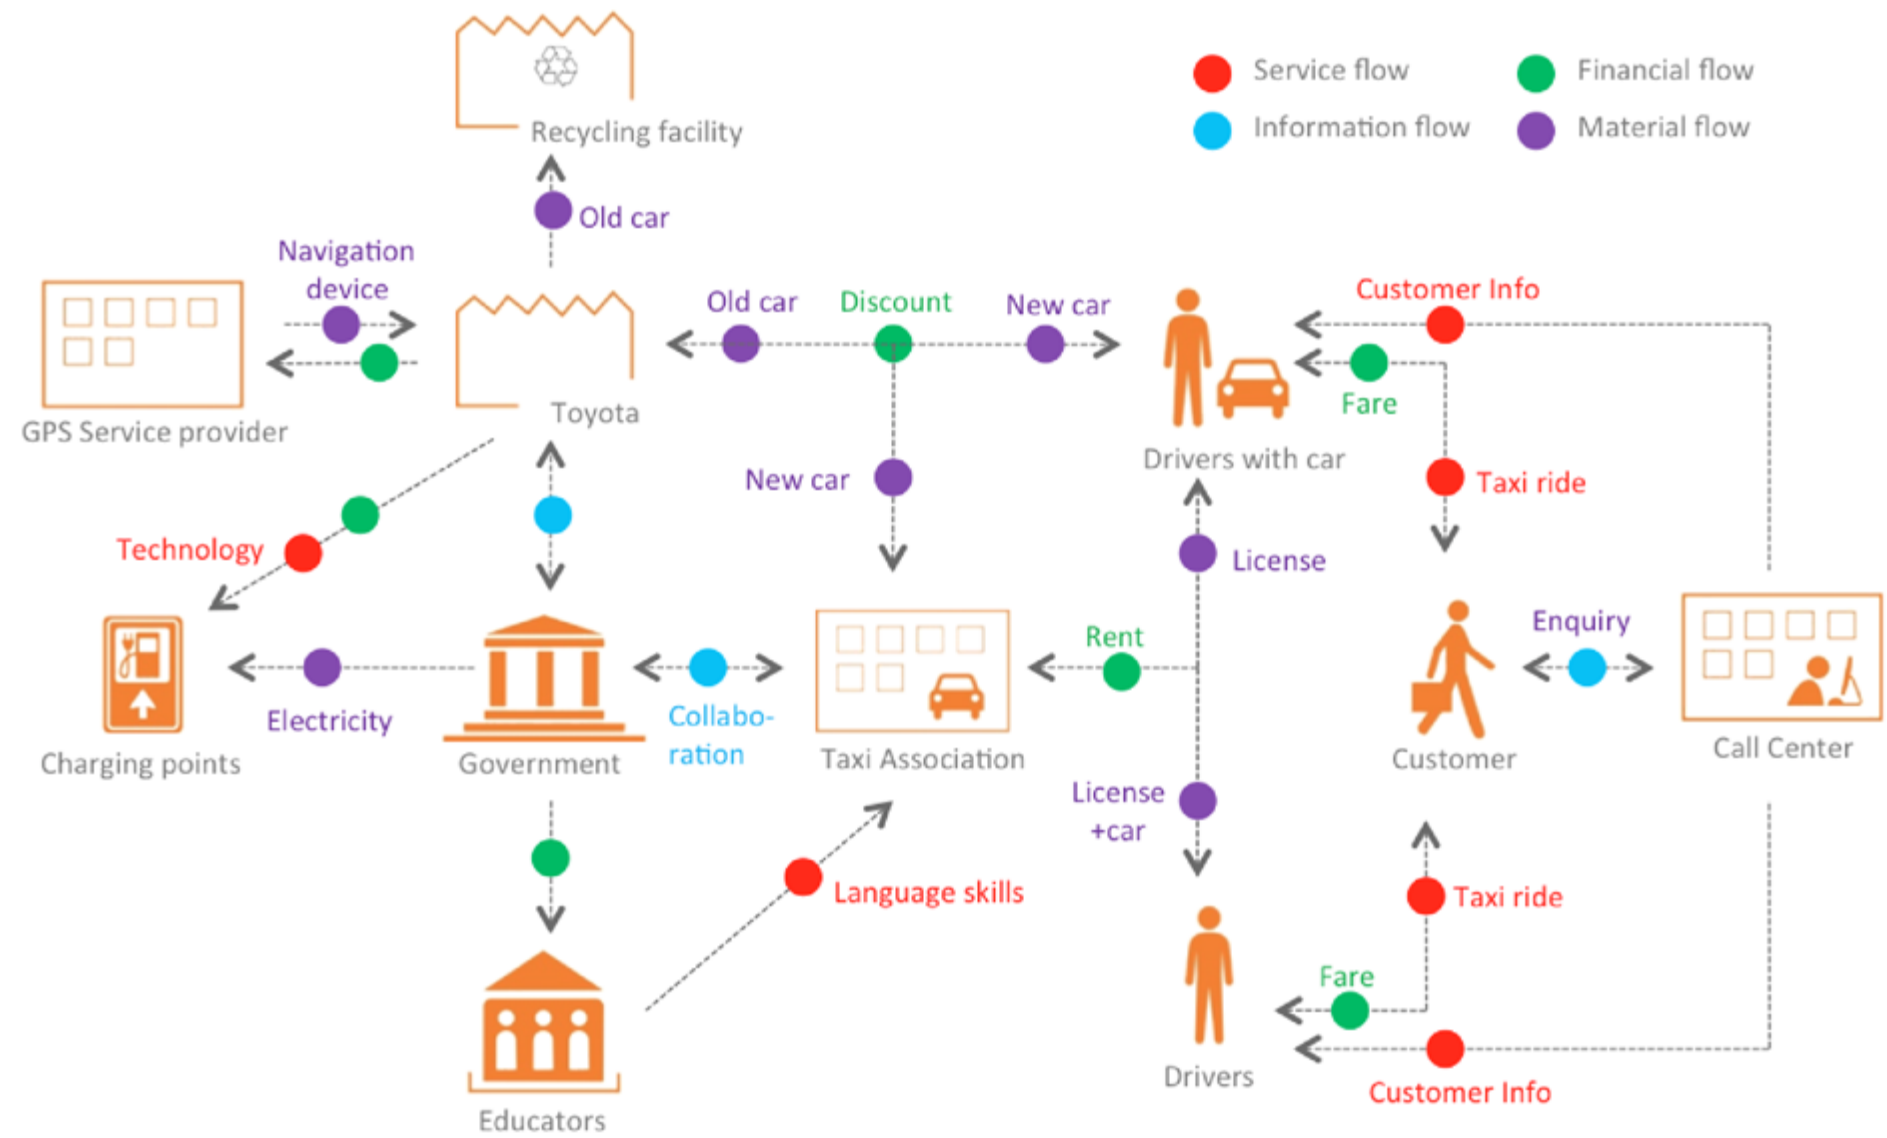 Service flow
Financial flow
Information flow
Material flow
Recycling facility
Old car
Navigation
device
GPS Service provider
Toyota
Old car
Discount
New car
Customer Info
Fare
Drivers with car
New car
Taxi ride
Technology
License
Rent
Enquiry
Electricity
Collabo-
ration
Charging points
Government
Taxi Association
Customer
Call Center
License
+car
Language skills
Taxi ride
Fare
Drivers
Customer Info
Educators